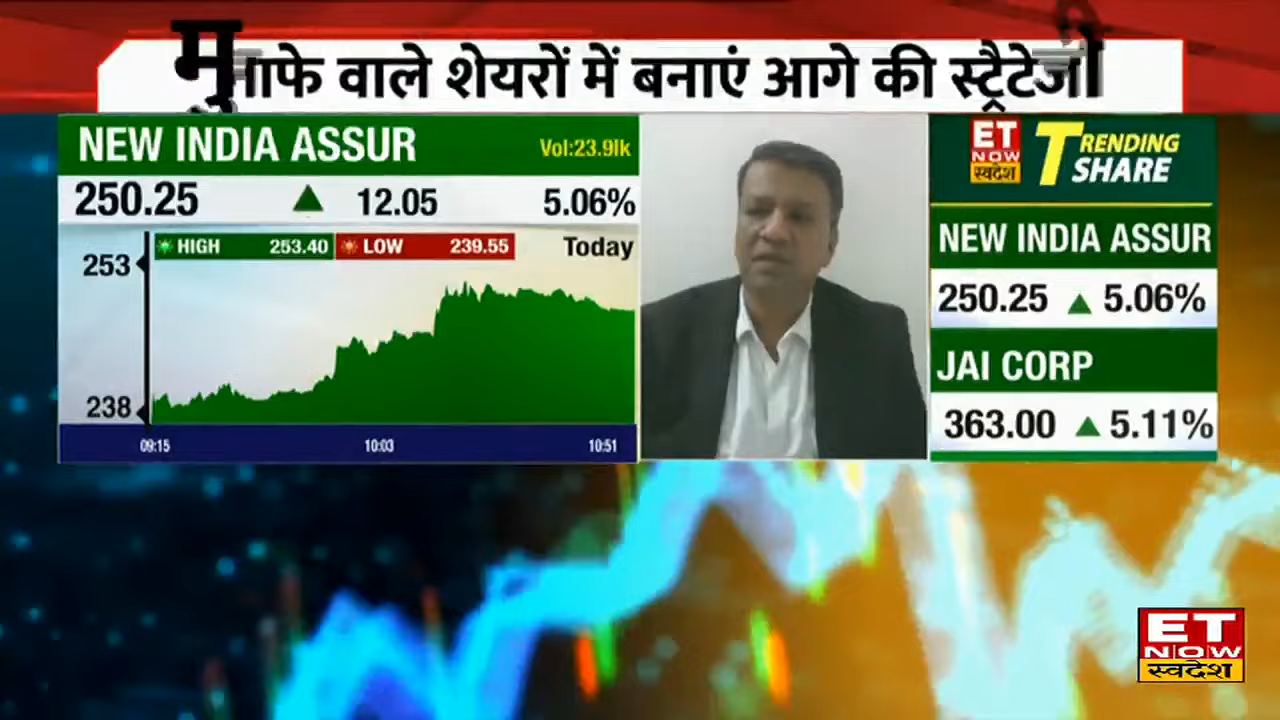 मुनाफे वाले शेयरों में बनाएं आगे की स्ट्रैटेजी
NEW INDIA ASSUR Vol:23.9lk
250.25 ▲ 12.05 5.06%
HIGH 253.40 LOW 239.55 Today
253
238
09:15 10:03 10:51
ET NOW स्वदेश
TRENDING SHARE
NEW INDIA ASSUR
250.25 ▲ 5.06%
JAI CORP
363.00 ▲ 5.11%
ET
NOW
स्वदेश